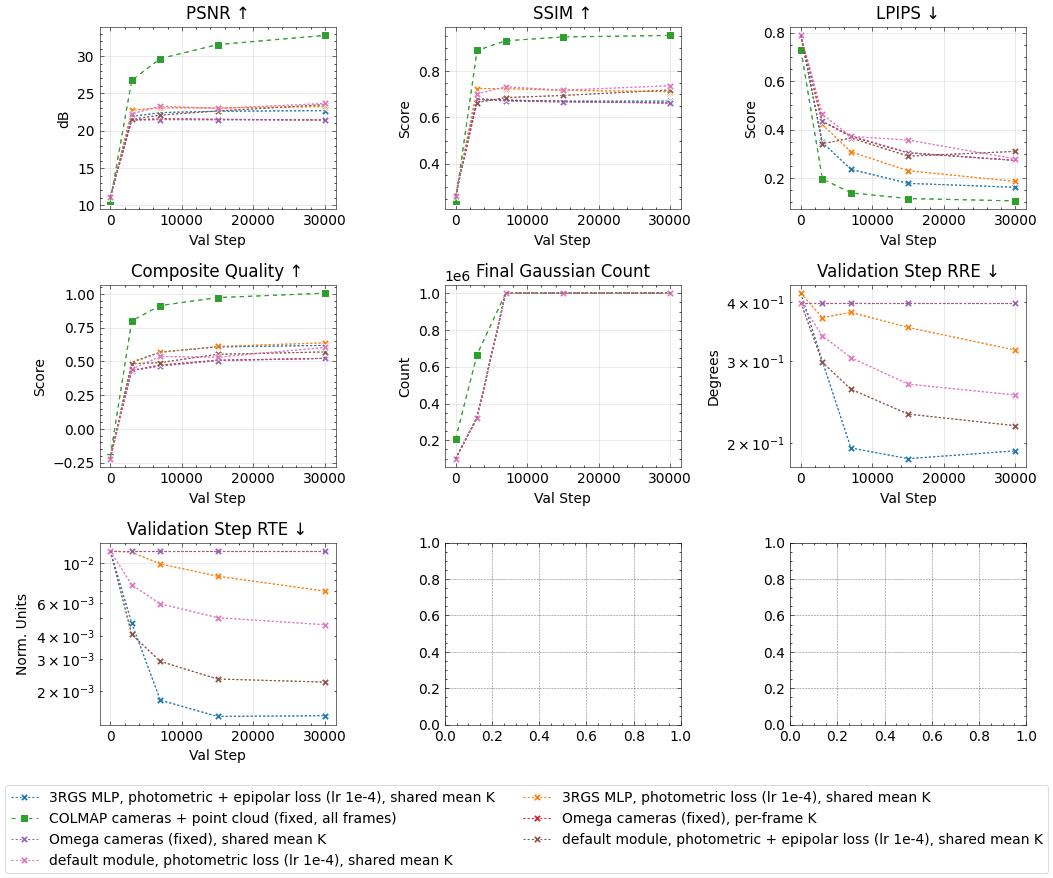 PSNR ↑
SSIM ↑
LPIPS ↓
dB
30
25
20
15
10
0 10000 20000 30000
Val Step
Score
0.8
0.6
0.4
0 10000 20000 30000
Val Step
Score
0.8
0.6
0.4
0.2
0 10000 20000 30000
Val Step
Composite Quality ↑
1e6 Final Gaussian Count
Validation Step RRE ↓
Score
1.00
0.75
0.50
0.25
0.00
−0.25
0 10000 20000 30000
Val Step
Count
1.0
0.8
0.6
0.4
0.2
0 10000 20000 30000
Val Step
Degrees
4 × 10⁻¹
3 × 10⁻¹
2 × 10⁻¹
0 10000 20000 30000
Val Step
Validation Step RTE ↓
Norm. Units
10⁻²
6 × 10⁻³
4 × 10⁻³
3 × 10⁻³
2 × 10⁻³
0 10000 20000 30000
Val Step
1.0
0.8
0.6
0.4
0.2
0.0
0.0 0.2 0.4 0.6 0.8 1.0
1.0
0.8
0.6
0.4
0.2
0.0
0.0 0.2 0.4 0.6 0.8 1.0
3RGS MLP, photometric + epipolar loss (lr 1e-4), shared mean K
COLMAP cameras + point cloud (fixed, all frames)
Omega cameras (fixed), shared mean K
default module, photometric loss (lr 1e-4), shared mean K
3RGS MLP, photometric loss (lr 1e-4), shared mean K
Omega cameras (fixed), per-frame K
default module, photometric + epipolar loss (lr 1e-4), shared mean K